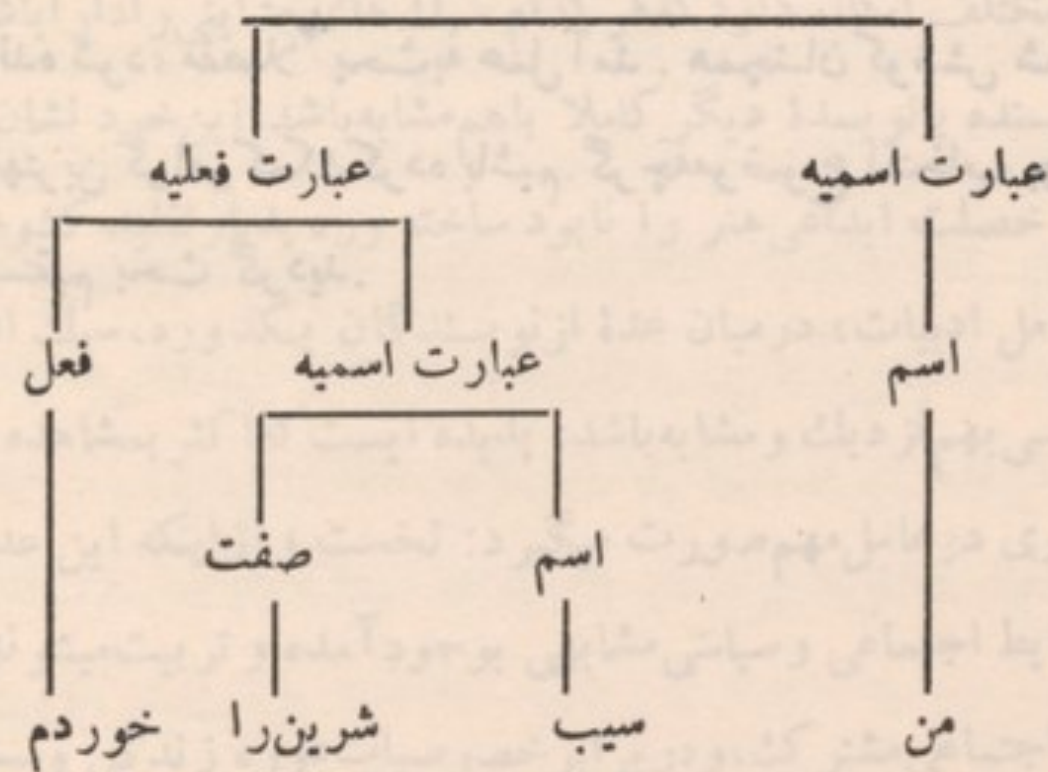 عبارت اسمیه عبارت فعلیه
اسم عبارت اسمیه فعل
اسم صفت
من سیب شرین‌را خوردم